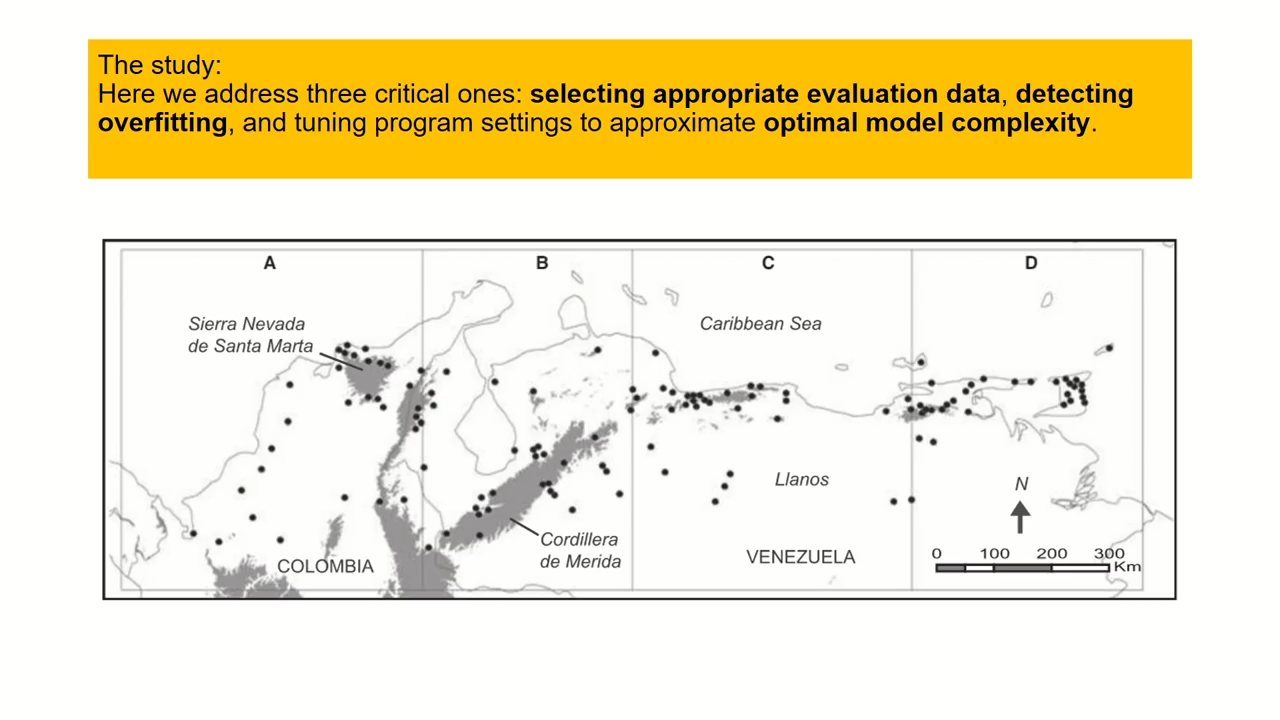 The study:
Here we address three critical ones: selecting appropriate evaluation data, detecting
overfitting, and tuning program settings to approximate optimal model complexity.
A
B
C
D
Sierra Nevada
de Santa Marta
Caribbean Sea
Llanos
N
Cordillera
de Merida
COLOMBIA
VENEZUELA
0 100 200 300
Km